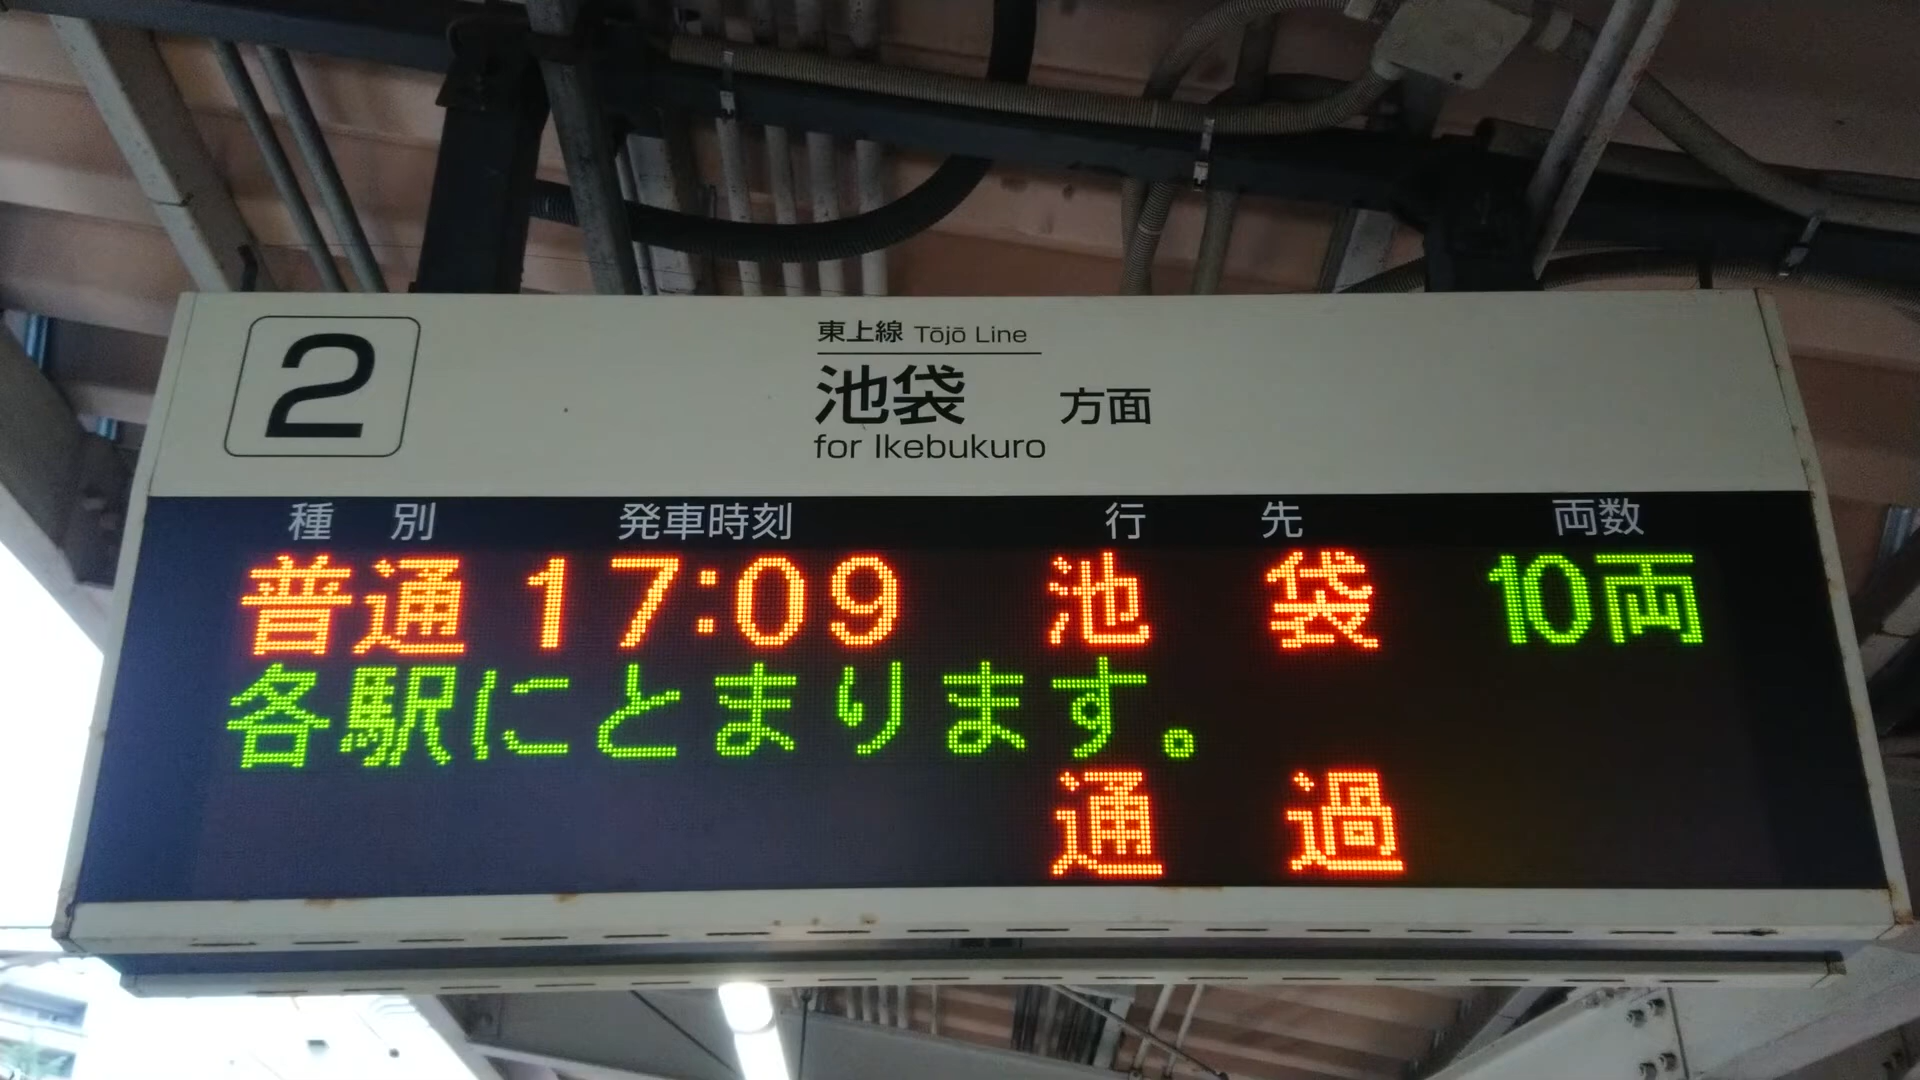 2
東上線 Tōjō Line
池袋 方面
for Ikebukuro
種別 発車時刻 行先 両数
普通 17:09 池袋 10両
各駅にとまります。
通過